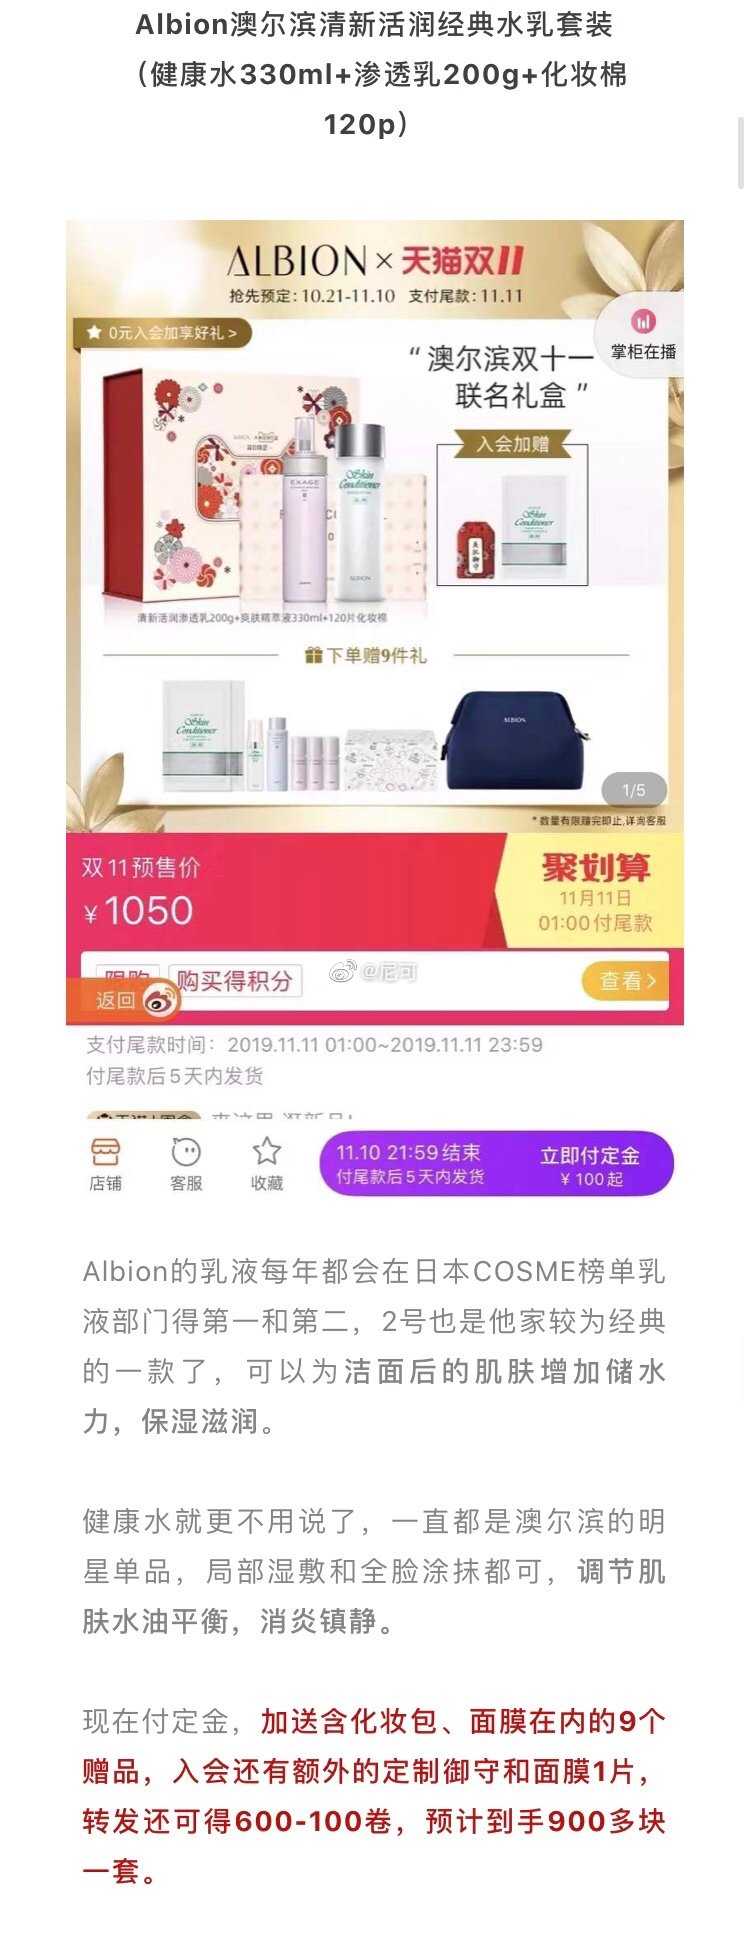 Albion澳尔滨清新活润经典水乳套装
（健康水330ml+渗透乳200g+化妆棉
120p）
ALBION×天猫双11
抢先预定：10.21-11.10 支付尾款：11.11
0元入会加享好礼 >
掌柜在播
“澳尔滨双十一
联名礼盒”
入会加赠
EXAGE
Skin
Conditioner
ALBION
Skin
Conditioner
清新活润渗透乳200g+爽肤精萃液330ml+120片化妆棉
下单赠9件礼
Skin
Conditioner
ALBION
1/5
*数量有限赠完即止,详询客服
双11预售价
¥1050
聚划算
11月11日
01:00付尾款
限购
购买得积分
@尼可
查看>
返回
支付尾款时间：2019.11.11 01:00~2019.11.11 23:59
付尾款后5天内发货
店铺
客服
收藏
11.10 21:59结束
付尾款后5天内发货
立即付定金
¥100起
Albion的乳液每年都会在日本COSME榜单乳
液部门得第一和第二，2号也是他家较为经典
的一款了，可以为洁面后的肌肤增加储水
力，保湿滋润。
健康水就更不用说了，一直都是澳尔滨的明
星单品，局部湿敷和全脸涂抹都可，调节肌
肤水油平衡，消炎镇静。
现在付定金，加送含化妆包、面膜在内的9个
赠品，入会还有额外的定制御守和面膜1片，
转发还可得600-100卷，预计到手900多块
一套。